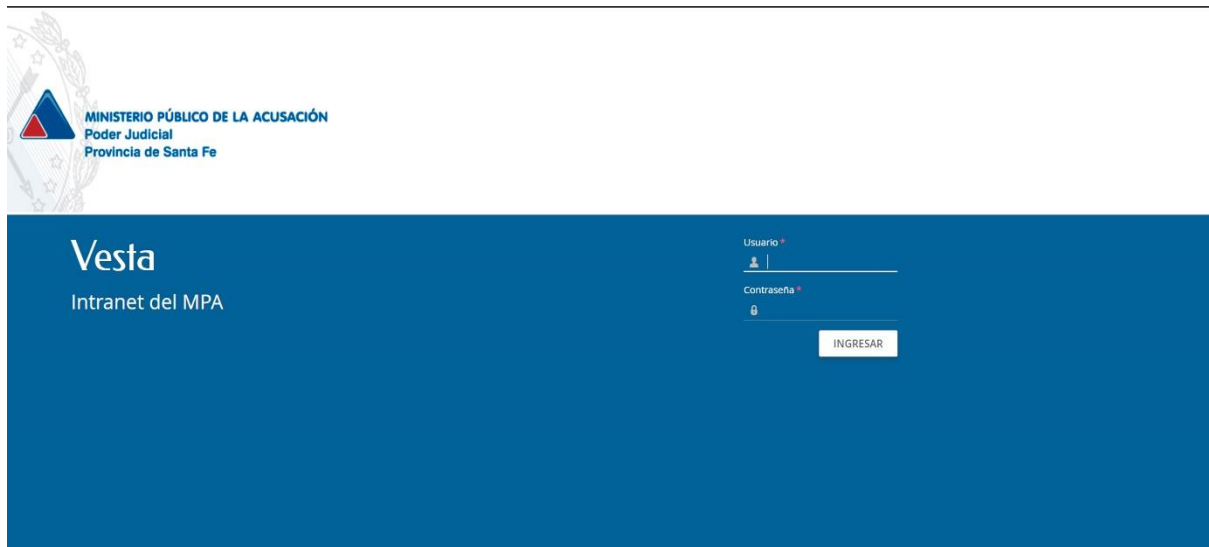 MINISTERIO PÚBLICO DE LA ACUSACIÓN
Poder Judicial
Provincia de Santa Fe
Vesta
Intranet del MPA
Usuario *
Contraseña *
INGRESAR